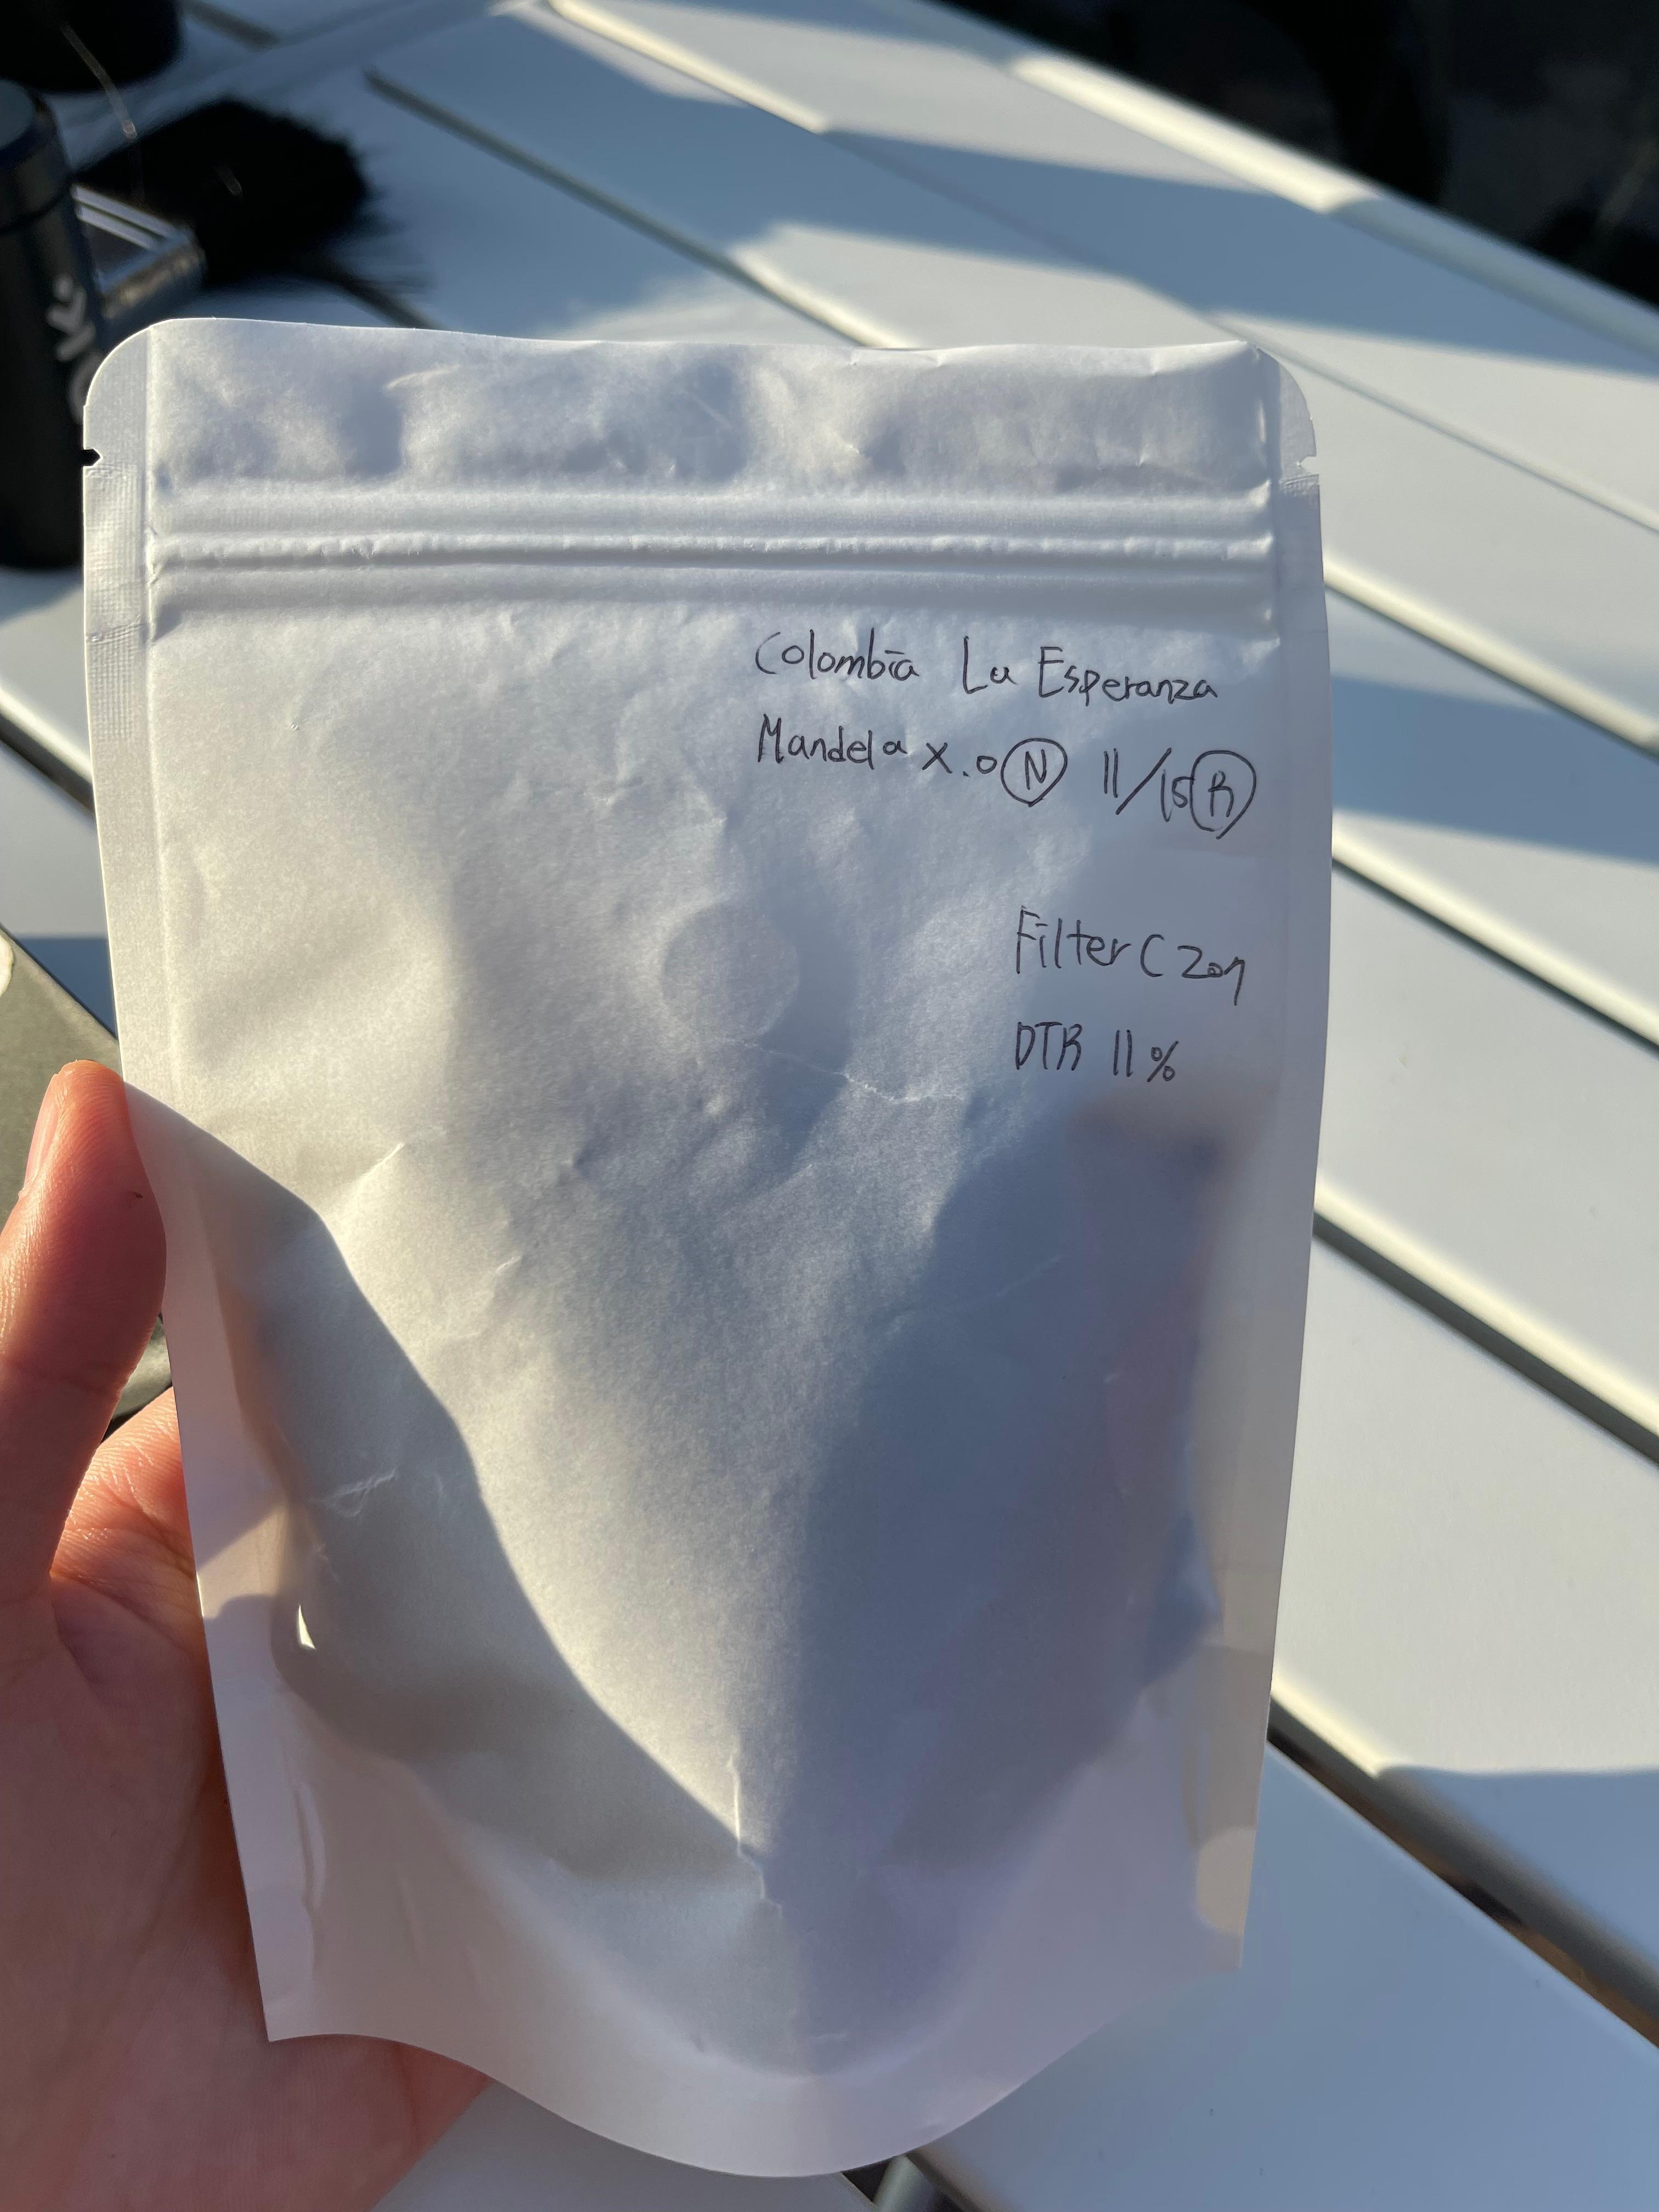 Colombia La Esperanza
Mandela X.O Ⓝ 11/15 Ⓡ
Filter C 20g
DTR 11%